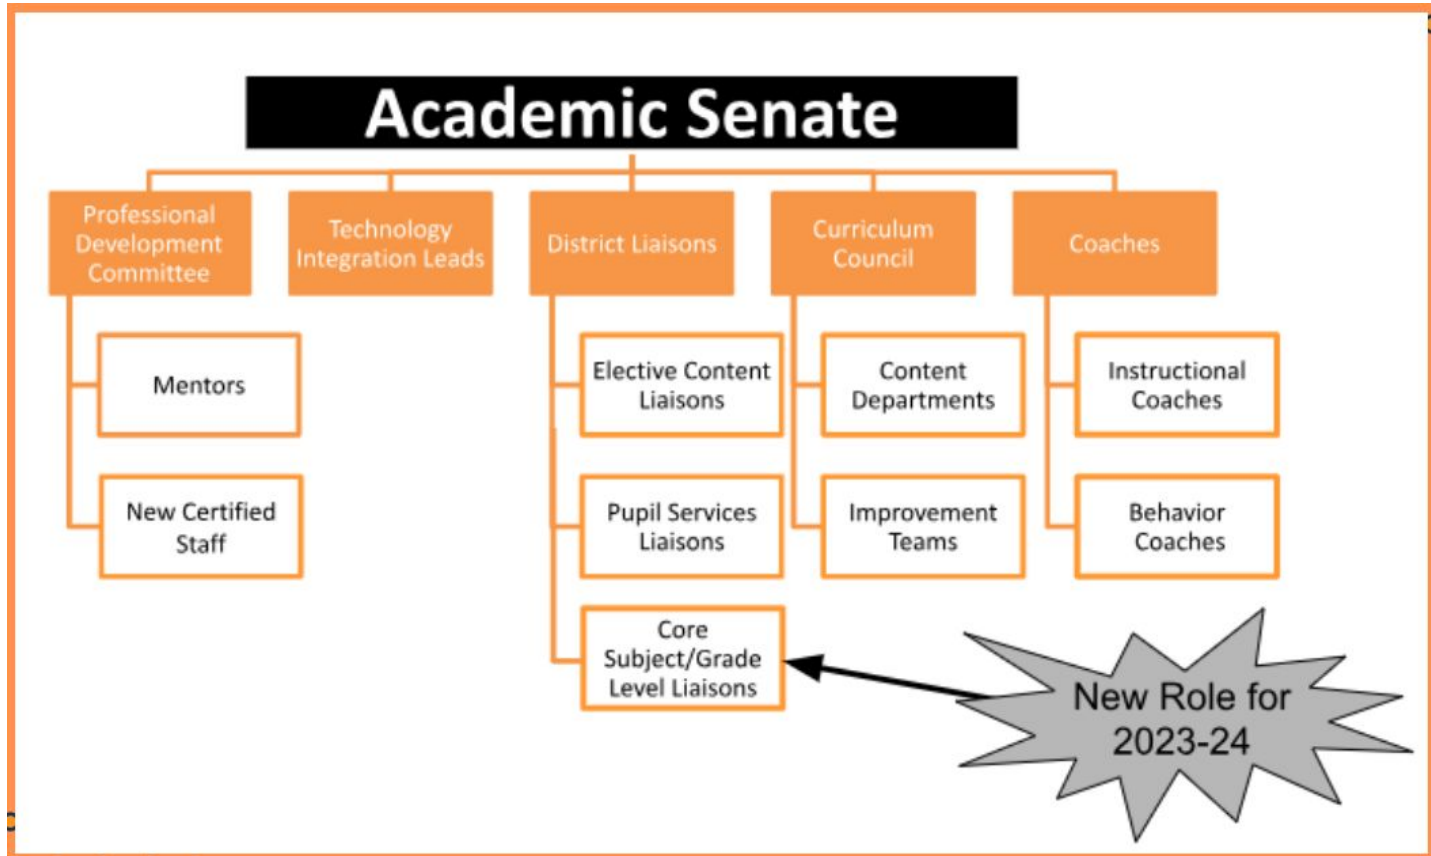 Academic Senate
Professional
Development
Committee
Technology
Integration Leads
District Liaisons
Curriculum
Council
Coaches
Mentors
New Certified
Staff
Elective Content
Liaisons
Pupil Services
Liaisons
Core
Subject/Grade
Level Liaisons
Content
Departments
Improvement
Teams
Instructional
Coaches
Behavior
Coaches
New Role for
2023-24